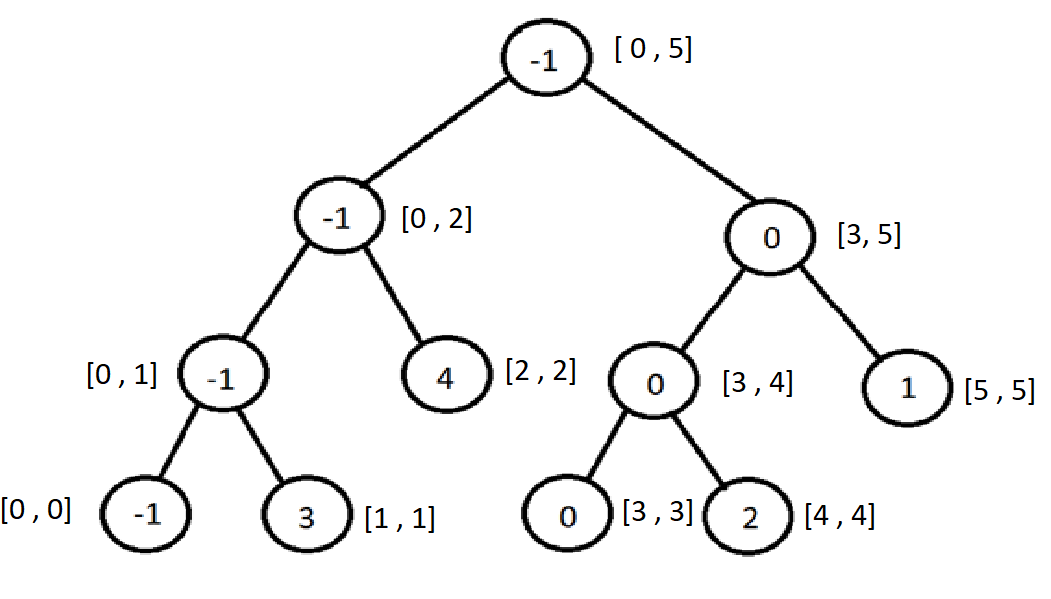 -1 [ 0 , 5]
-1 [0 , 2] 0 [3, 5]
[0 , 1] -1 4 [2 , 2] 0 [3 , 4] 1 [5 , 5]
[0 , 0] -1 3 [1 , 1] 0 [3 , 3] 2 [4 , 4]